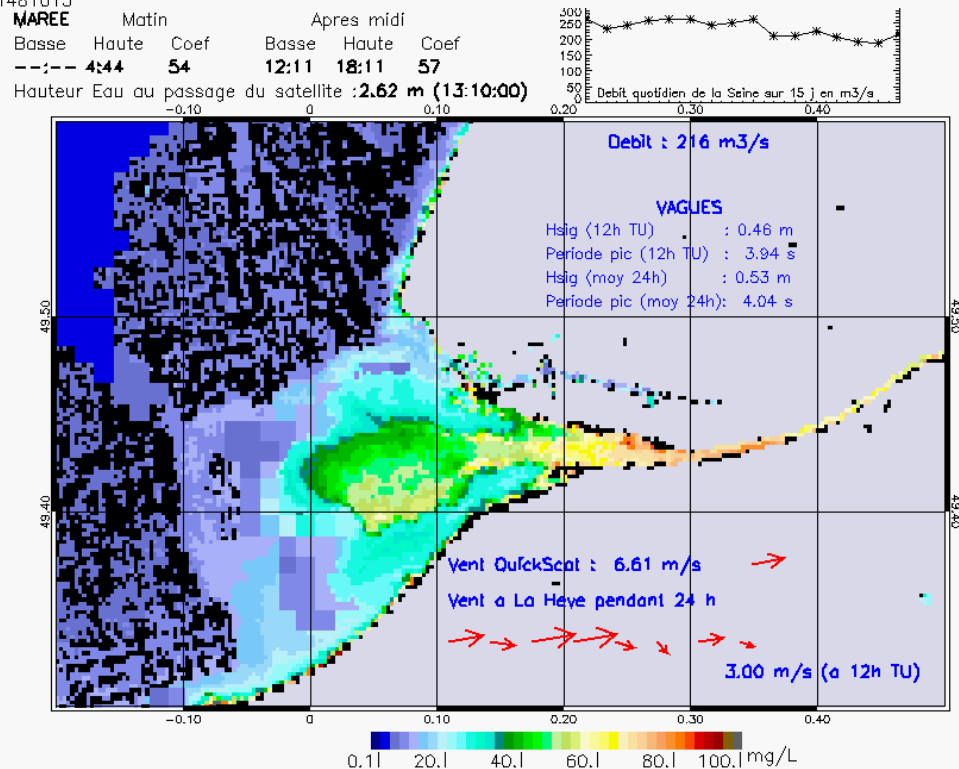 MAREE Matin Apres midi
Basse Haute Coef Basse Haute Coef
--:-- 4:44 54 12:11 18:11 57
Hauteur Eau au passage du satellite :2.62 m (13:10:00)
300
250
200
150
100
50
0
Debit quotidien de la Seine sur 15 j en m3/s
-0.10 0 0.10 0.20 0.30 0.40
Debit : 216 m3/s
VAGUES
Hsig (12h TU) : 0.46 m
Periode pic (12h TU) : 3.94 s
Hsig (moy 24h) : 0.53 m
Periode pic (moy 24h): 4.04 s
49.50 49.50
49.40 49.40
Vent QuickScat : 6.61 m/s
Vent a La Heve pendant 24 h
3.00 m/s (a 12h TU)
-0.10 0 0.10 0.20 0.30 0.40
0.1| 20.| 40.| 60.| 80.| 100.| mg/L